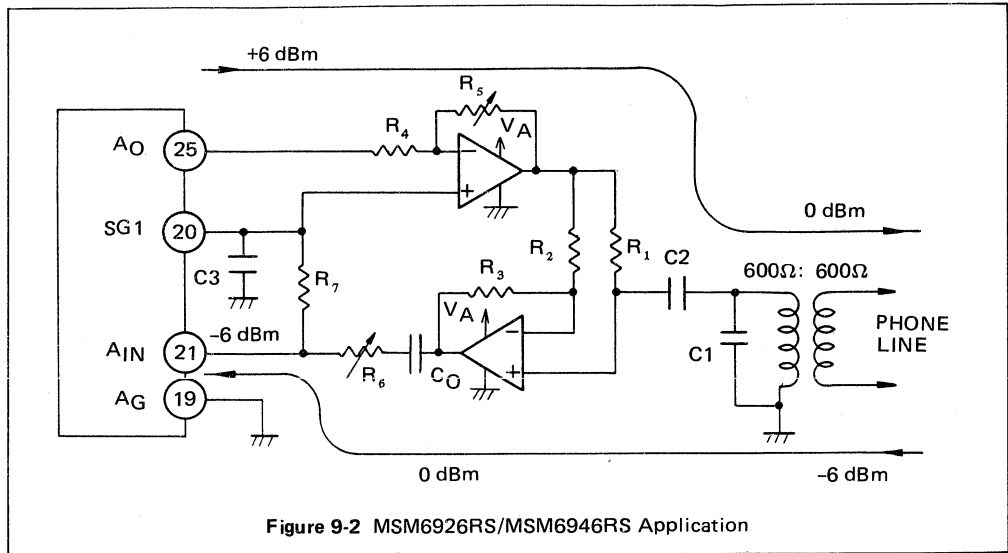 +6 dBm
R5
R4
VA
AO
25
SG1
20
0 dBm
R2
R1
C2
600Ω: 600Ω
C3
R7
R3
VA
–6 dBm
AIN
21
R6
CO
C1
PHONE
LINE
AG
19
0 dBm
–6 dBm
Figure 9-2 MSM6926RS/MSM6946RS Application